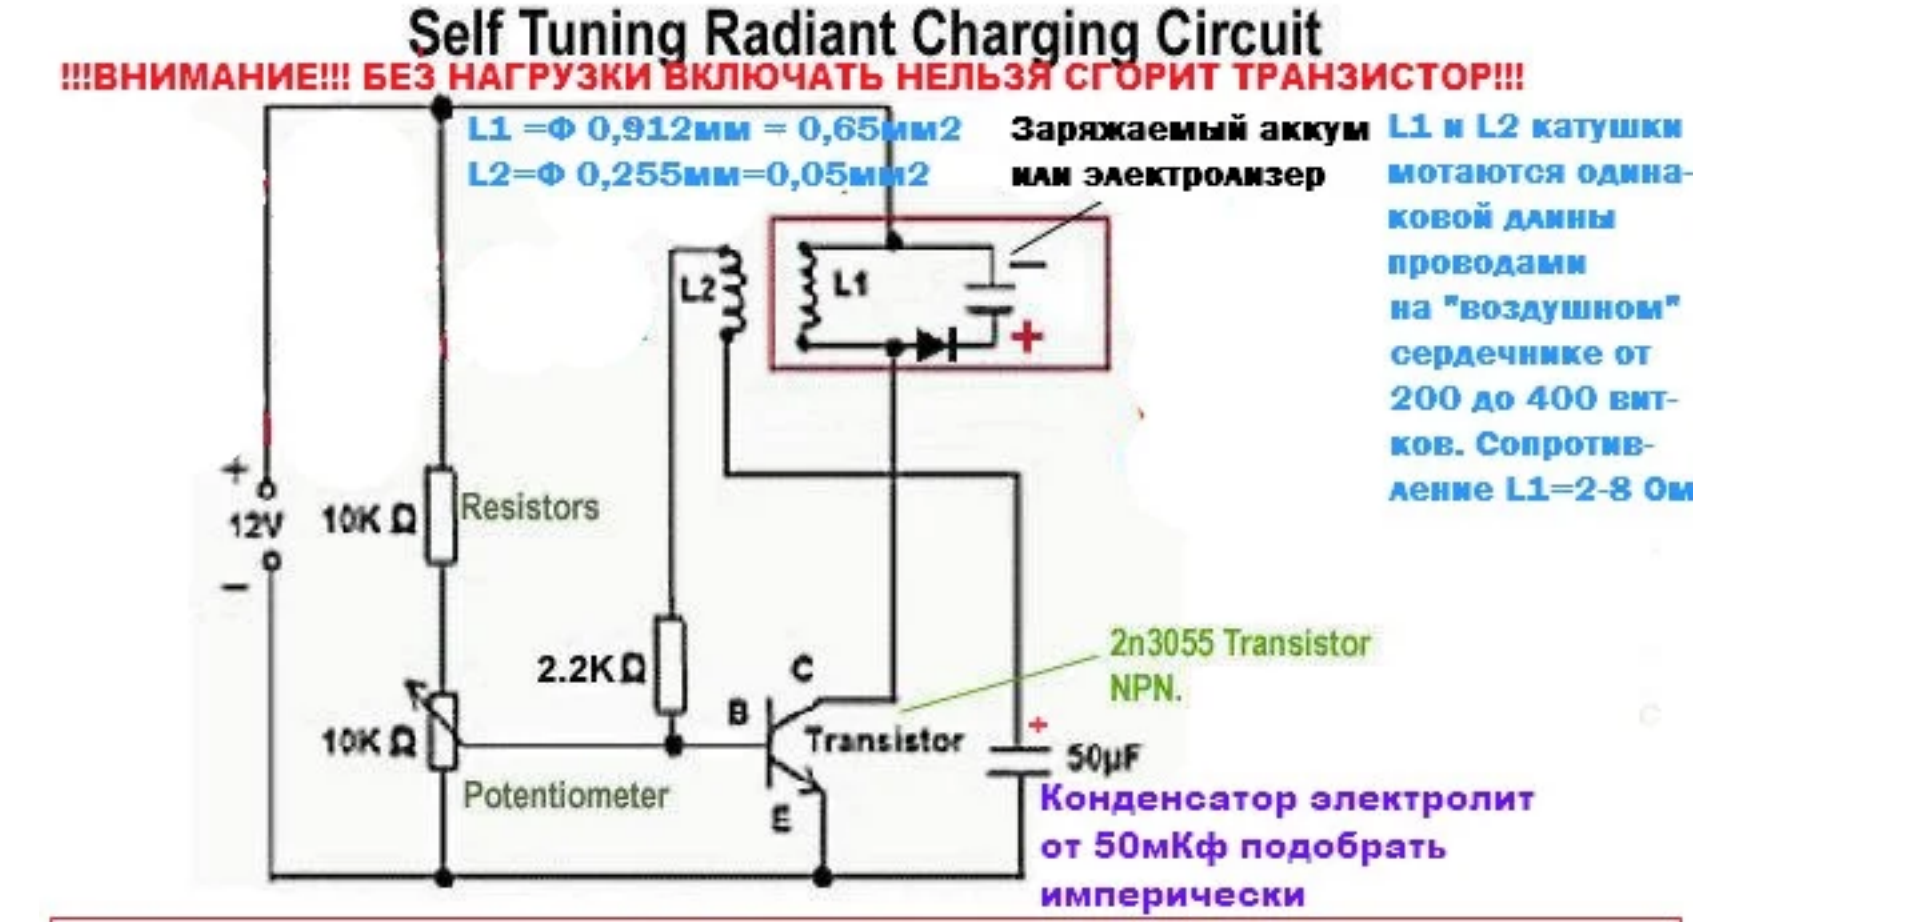 Self Tuning Radiant Charging Circuit
!!!ВНИМАНИЕ!!! БЕЗ НАГРУЗКИ ВКЛЮЧАТЬ НЕЛЬЗЯ СГОРИТ ТРАНЗИСТОР!!!
L1 =Ф 0,912мм = 0,65мм2
L2=Ф 0,255мм=0,05мм2
Заряжаемый аккум
или электролизер
L1 и L2 катушки
мотаются одина-
ковой длины
проводами
на "воздушном"
сердечнике от
200 до 400 вит-
ков. Сопротив-
ление L1=2-8 Ом
L2
L1
−
+
+
12V
−
10K Ω
Resistors
2.2K Ω
10K Ω
Potentiometer
C
B
E
Transistor
2n3055 Transistor
NPN.
+
50µF
Конденсатор электролит
от 50мКф подобрать
имперически